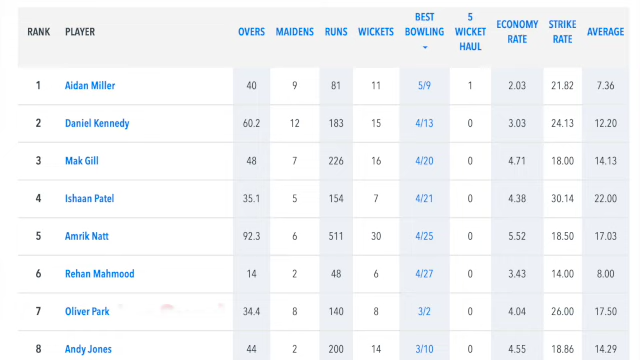 RANK PLAYER OVERS MAIDENS RUNS WICKETS BEST BOWLING 5 WICKET HAUL ECONOMY RATE STRIKE RATE AVERAGE
1 Aidan Miller 40 9 81 11 5/9 1 2.03 21.82 7.36
2 Daniel Kennedy 60.2 12 183 15 4/13 0 3.03 24.13 12.20
3 Mak Gill 48 7 226 16 4/20 0 4.71 18.00 14.13
4 Ishaan Patel 35.1 5 154 7 4/21 0 4.38 30.14 22.00
5 Amrik Natt 92.3 6 511 30 4/25 0 5.52 18.50 17.03
6 Rehan Mahmood 14 2 48 6 4/27 0 3.43 14.00 8.00
7 Oliver Park 34.4 8 140 8 3/2 0 4.04 26.00 17.50
8 Andy Jones 44 2 200 14 3/10 0 4.55 18.86 14.29